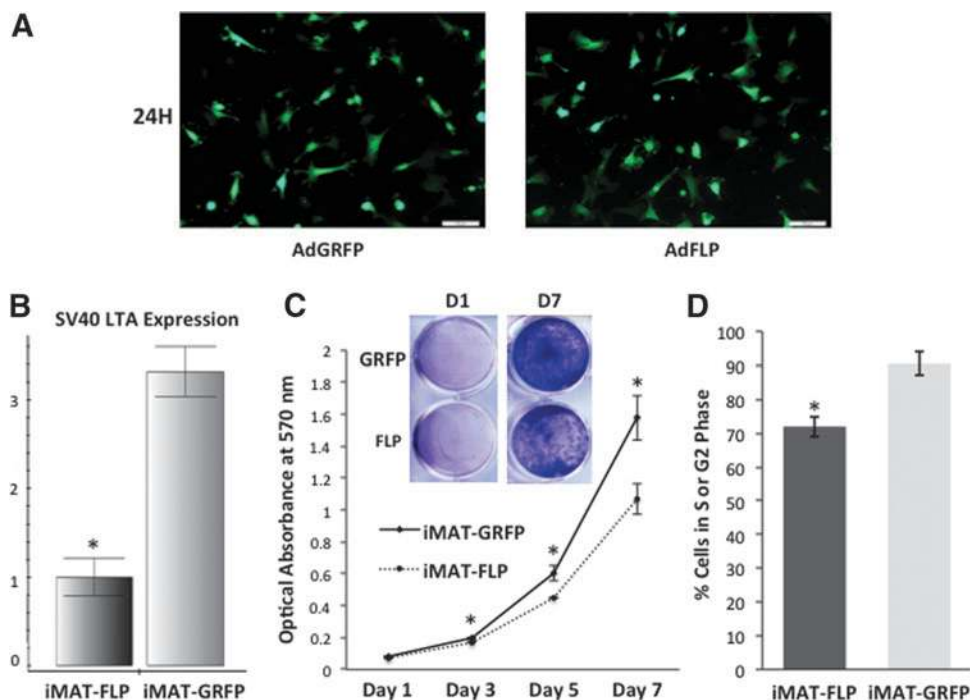 A
24H
AdGRFP
AdFLP
B
SV40 LTA Expression
3
2
1
0
*
iMAT-FLP
iMAT-GRFP
C
D1
D7
GRFP
FLP
Optical Absorbance at 570 nm
2
1.8
1.6
1.4
1.2
1
0.8
0.6
0.4
0.2
0
*
*
*
iMAT-GRFP
iMAT-FLP
Day 1
Day 3
Day 5
Day 7
D
% Cells in S or G2 Phase
100
90
80
70
60
50
40
30
20
10
0
*
iMAT-FLP
iMAT-GRFP